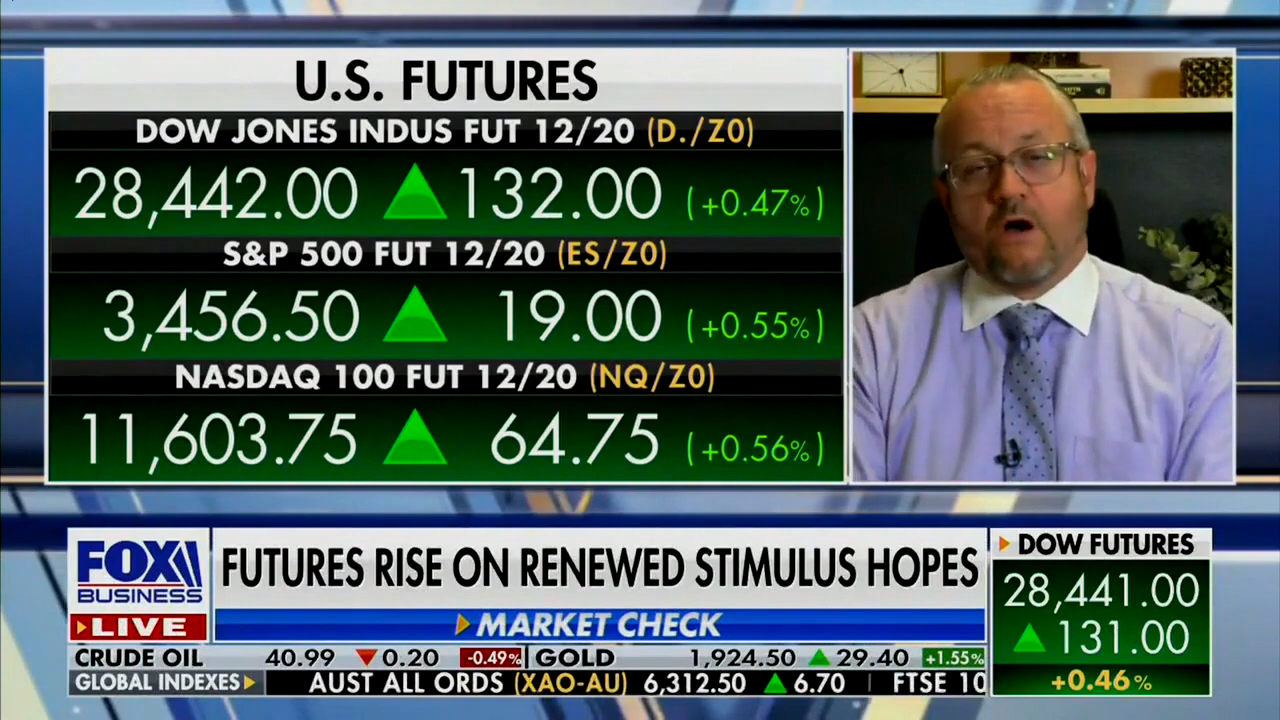 U.S. FUTURES
DOW JONES INDUS FUT 12/20 (D./Z0)
28,442.00 ▲ 132.00 (+0.47%)
S&P 500 FUT 12/20 (ES/Z0)
3,456.50 ▲ 19.00 (+0.55%)
NASDAQ 100 FUT 12/20 (NQ/Z0)
11,603.75 ▲ 64.75 (+0.56%)
FOX
BUSINESS
LIVE
FUTURES RISE ON RENEWED STIMULUS HOPES
MARKET CHECK
DOW FUTURES
28,441.00
▲ 131.00
+0.46%
CRUDE OIL 40.99 ▼ 0.20 -0.49% GOLD 1,924.50 ▲ 29.40 +1.55%
GLOBAL INDEXES AUST ALL ORDS (XAO-AU) 6,312.50 ▲ 6.70 FTSE 10